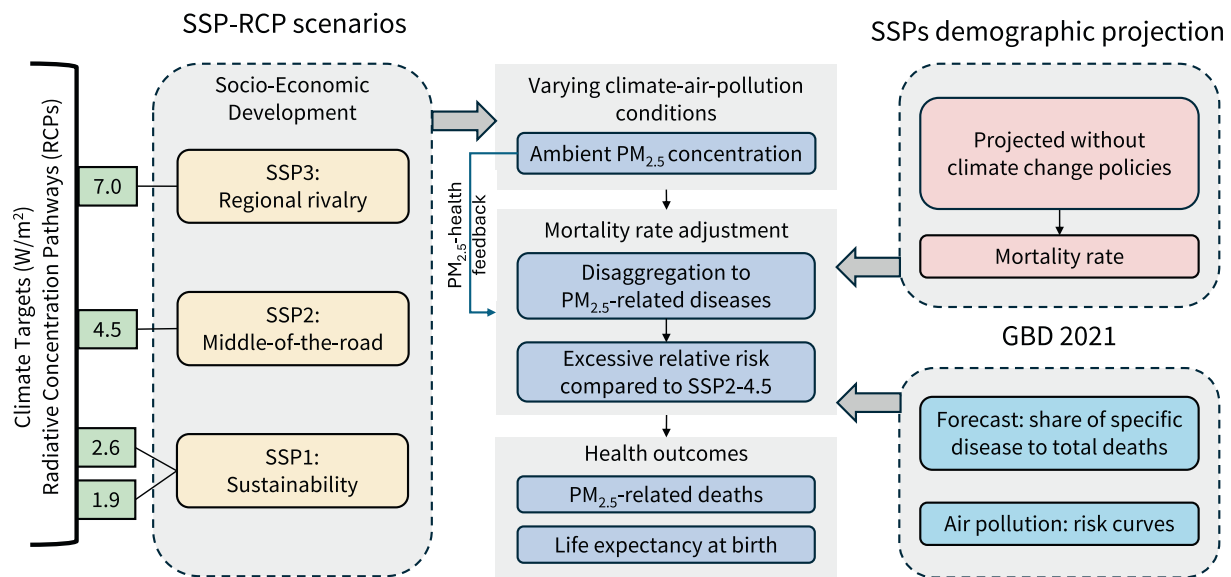 SSP-RCP scenarios
Climate Targets (W/m²)
Radiative Concentration Pathways (RCPs)
7.0
4.5
2.6
1.9
Socio-Economic
Development
SSP3:
Regional rivalry
SSP2:
Middle-of-the-road
SSP1:
Sustainability
Varying climate-air-pollution
conditions
Ambient PM₂.₅ concentration
PM₂.₅-health
feedback
Mortality rate adjustment
Disaggregation to
PM₂.₅-related diseases
Excessive relative risk
compared to SSP2-4.5
Health outcomes
PM₂.₅-related deaths
Life expectancy at birth
SSPs demographic projection
Projected without
climate change policies
Mortality rate
GBD 2021
Forecast: share of specific
disease to total deaths
Air pollution: risk curves